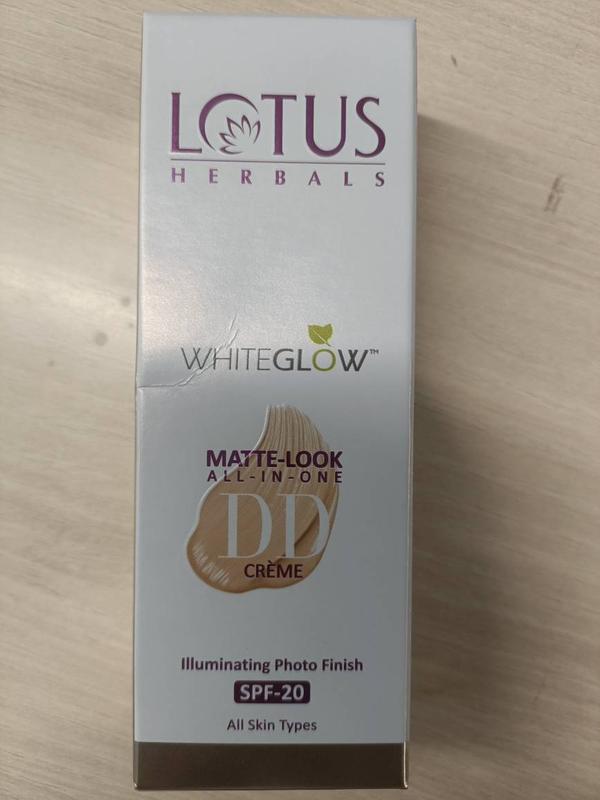 LOTUS
HERBALS
WHITEGLOW™
MATTE-LOOK
ALL-IN-ONE
DD
CRÈME
Illuminating Photo Finish
SPF-20
All Skin Types